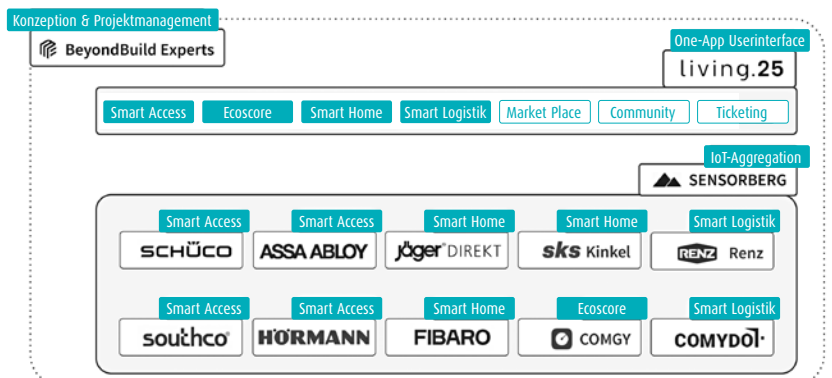 Konzeption & Projektmanagement
BeyondBuild Experts
One-App Userinterface
living.25
Smart Access Ecoscore Smart Home Smart Logistik Market Place Community Ticketing
IoT-Aggregation
SENSORBERG
Smart Access Smart Access Smart Home Smart Home Smart Logistik
SCHÜCO ASSA ABLOY jäger DIREKT sks Kinkel RENZ Renz
Smart Access Smart Access Smart Home Ecoscore Smart Logistik
southco HÖRMANN FIBARO COMGY COMYDO